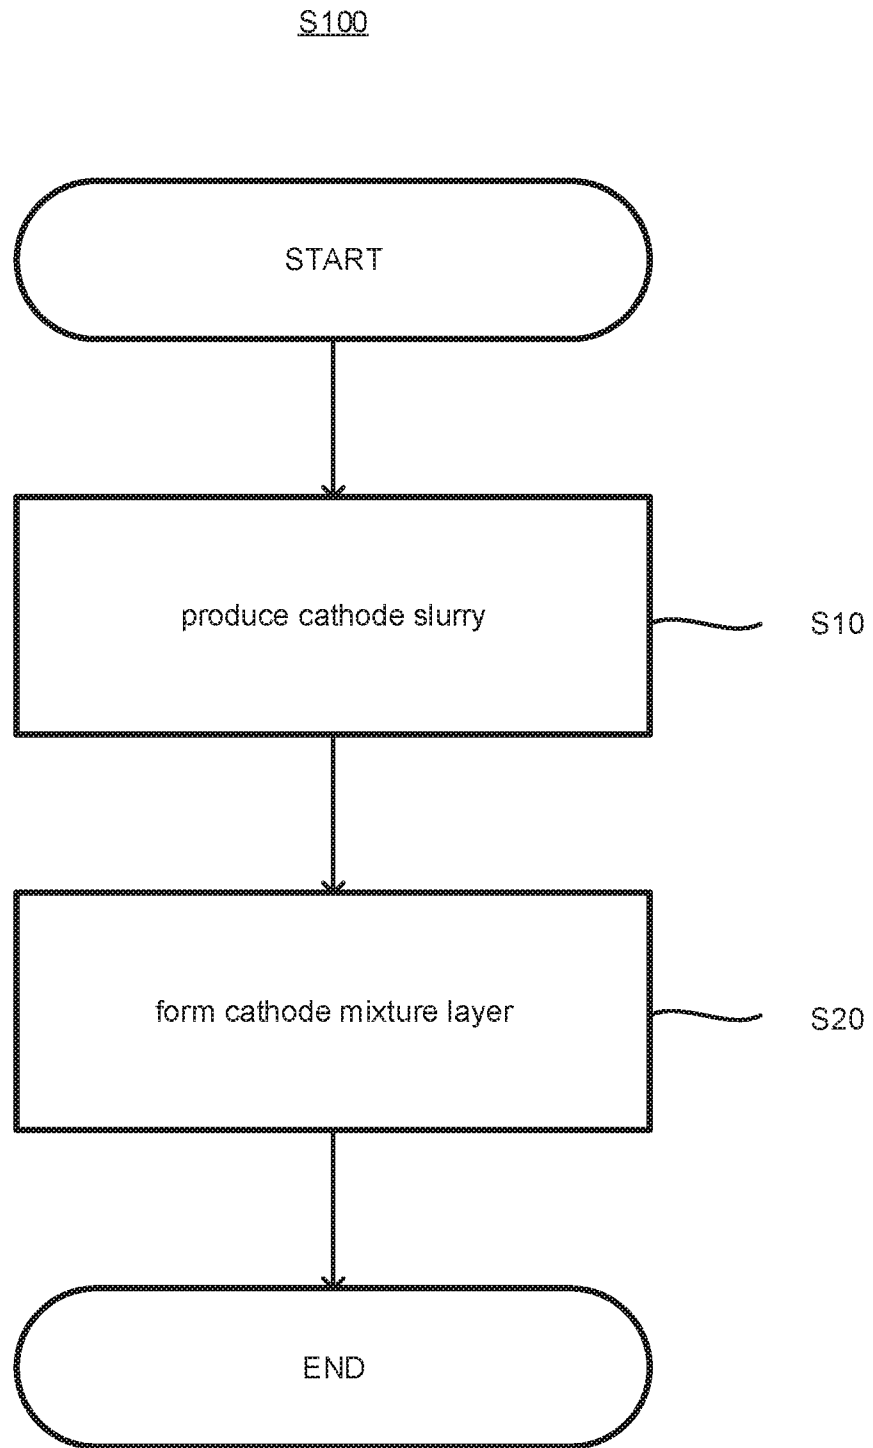 S100
START
produce cathode slurry
S10
form cathode mixture layer
S20
END